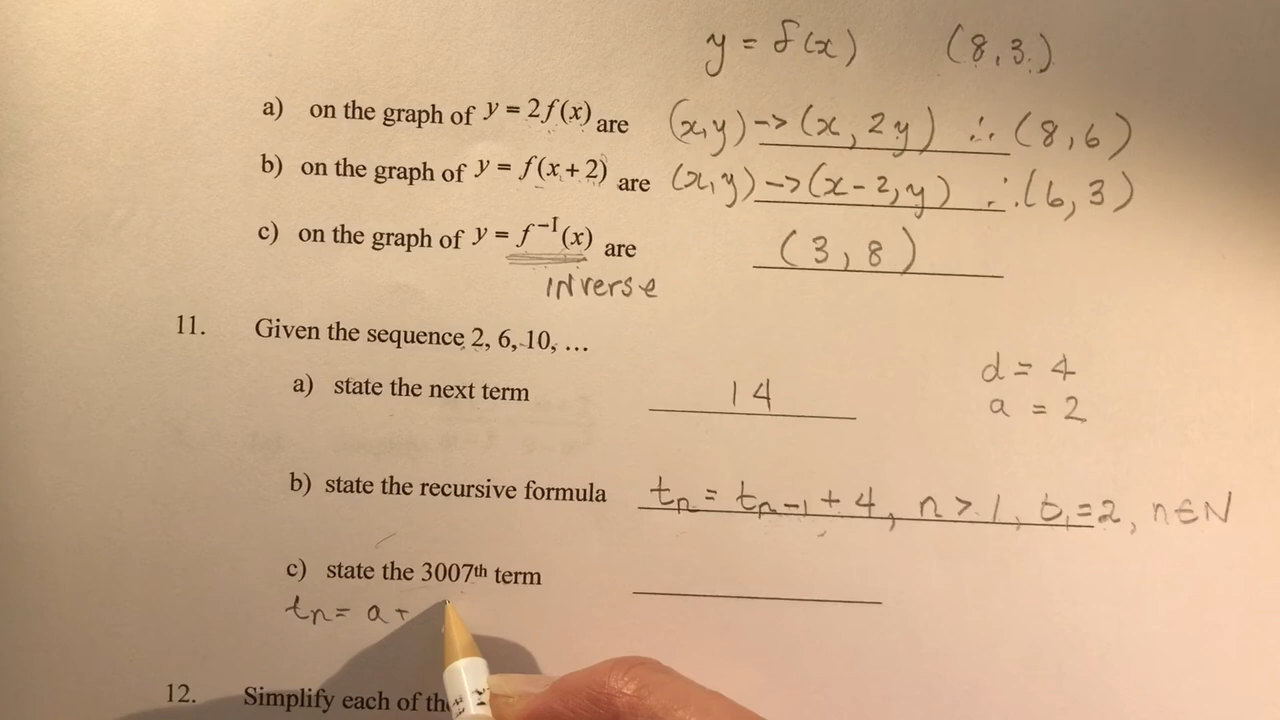 y = f(x) (8,3)
a) on the graph of y = 2f(x) are (x,y) -> (x, 2y) ∴ (8,6)
b) on the graph of y = f(x+2) are (x,y) -> (x-2, y) ∴ (6,3)
c) on the graph of y = f⁻¹(x) are (3,8)
inverse
11. Given the sequence 2, 6, 10, ...
d = 4
a) state the next term 14
a = 2
b) state the recursive formula tₙ = tₙ₋₁ + 4, n > 1, t₁=2, n∈N
c) state the 3007th term
tₙ = a +
12. Simplify each of